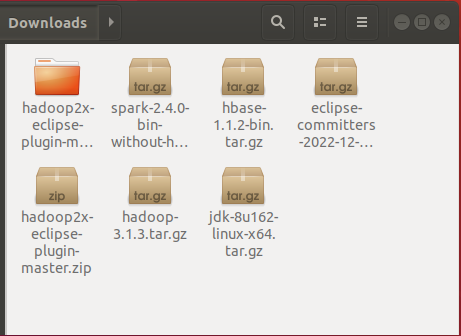 Downloads
tar.gz
tar.gz
tar.gz
hadoop2x-
eclipse-
plugin-m...
spark-2.4.0-
bin-
without-h...
hbase-
1.1.2-bin.
tar.gz
eclipse-
committers
-2022-12-...
zip
tar.gz
tar.gz
hadoop2x-
eclipse-
plugin-
master.zip
hadoop-
3.1.3.tar.gz
jdk-8u162-
linux-x64.
tar.gz